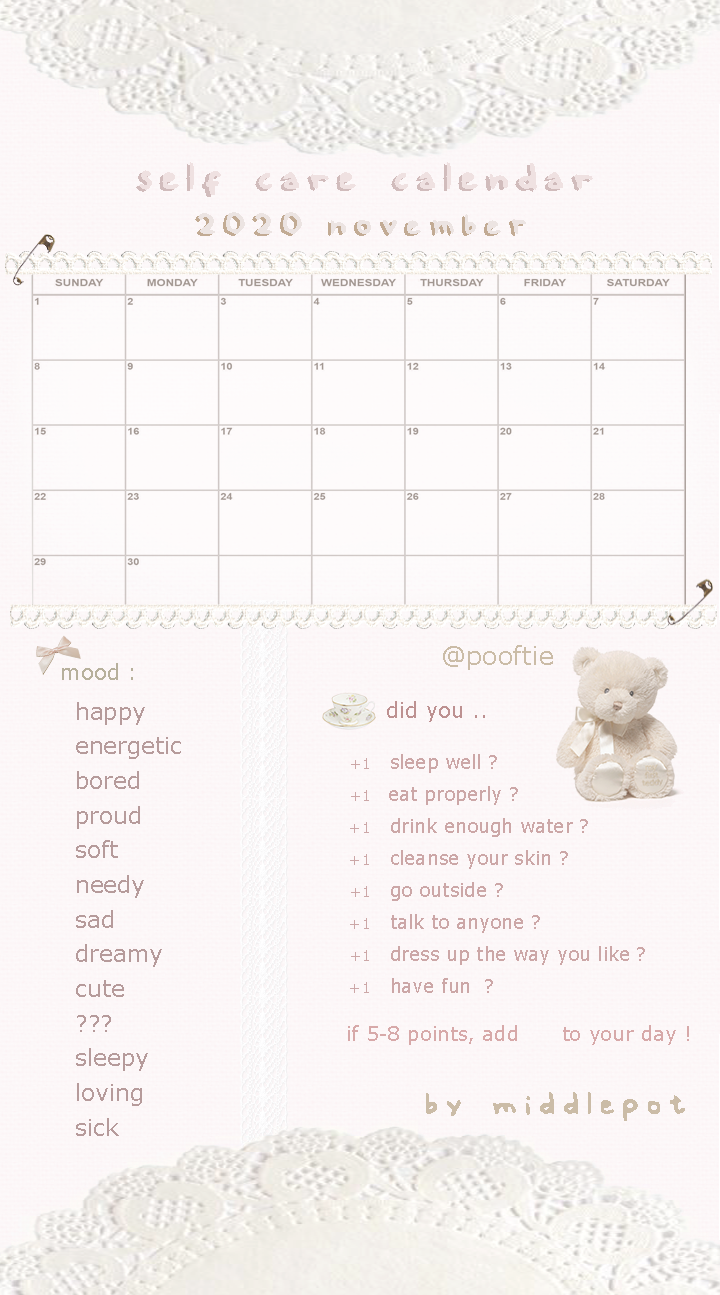 self care calendar
2020 november
SUNDAY MONDAY TUESDAY WEDNESDAY THURSDAY FRIDAY SATURDAY
1 2 3 4 5 6 7
8 9 10 11 12 13 14
15 16 17 18 19 20 21
22 23 24 25 26 27 28
29 30
mood :
happy
energetic
bored
proud
soft
needy
sad
dreamy
cute
???
sleepy
loving
sick
@pooftie
did you ..
+1 sleep well ?
+1 eat properly ?
+1 drink enough water ?
+1 cleanse your skin ?
+1 go outside ?
+1 talk to anyone ?
+1 dress up the way you like ?
+1 have fun ?
if 5-8 points, add to your day !
by middlepot